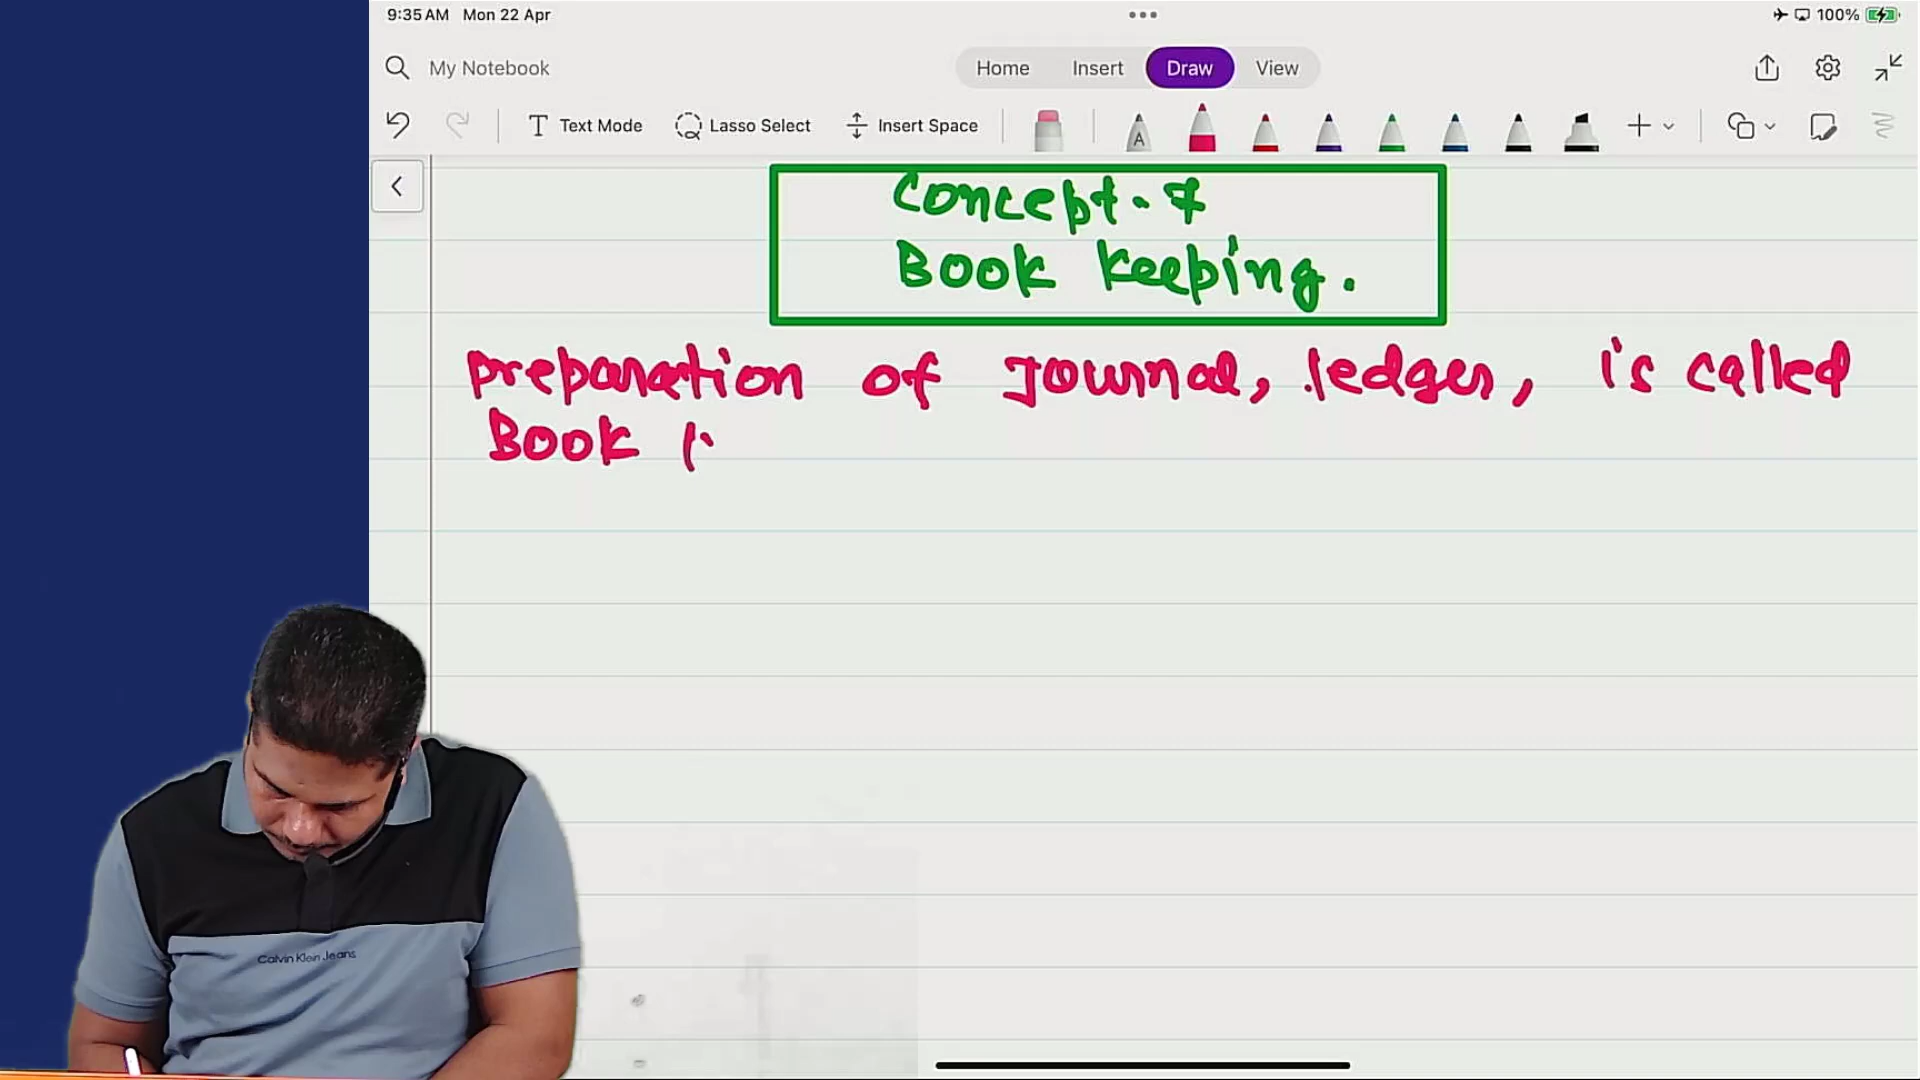 9:35 AM Mon 22 Apr
100%
My Notebook
Home Insert Draw View
Text Mode Lasso Select Insert Space
A
Concept. 7
Book keeping.
preparation of Journal, ledger, is called
Book
Calvin Klein Jeans